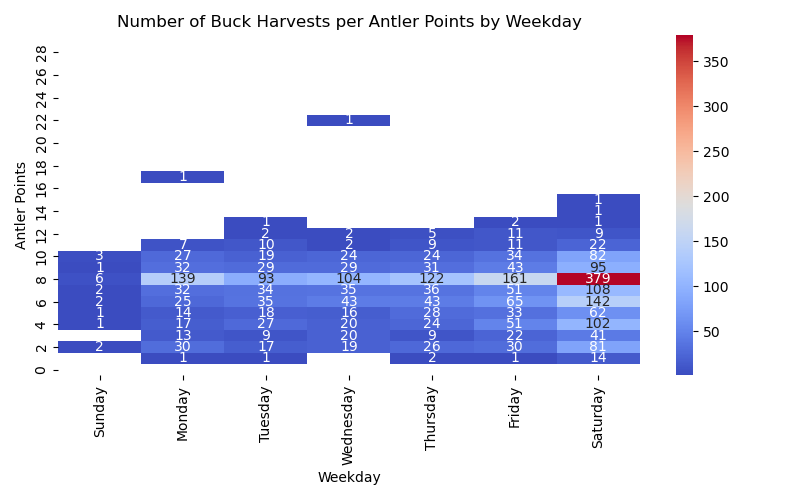 Number of Buck Harvests per Antler Points by Weekday
28
26
24
22 1
20
18 1
16
1
14 1
1 2 1
12 2 2 5 11 9
7 10 2 9 11 22
10 3 27 19 24 24 34 82
1 32 29 29 31 43 95
8 6 139 93 104 122 161 379
2 32 34 35 36 51 108
6 2 25 35 43 43 65 142
1 14 18 16 28 33 62
4 1 17 27 20 24 51 102
13 9 20 9 22 41
2 2 30 17 19 26 30 81
1 1 2 1 14
0
Antler Points
Sunday Monday Tuesday Wednesday Thursday Friday Saturday
Weekday
350
300
250
200
150
100
50